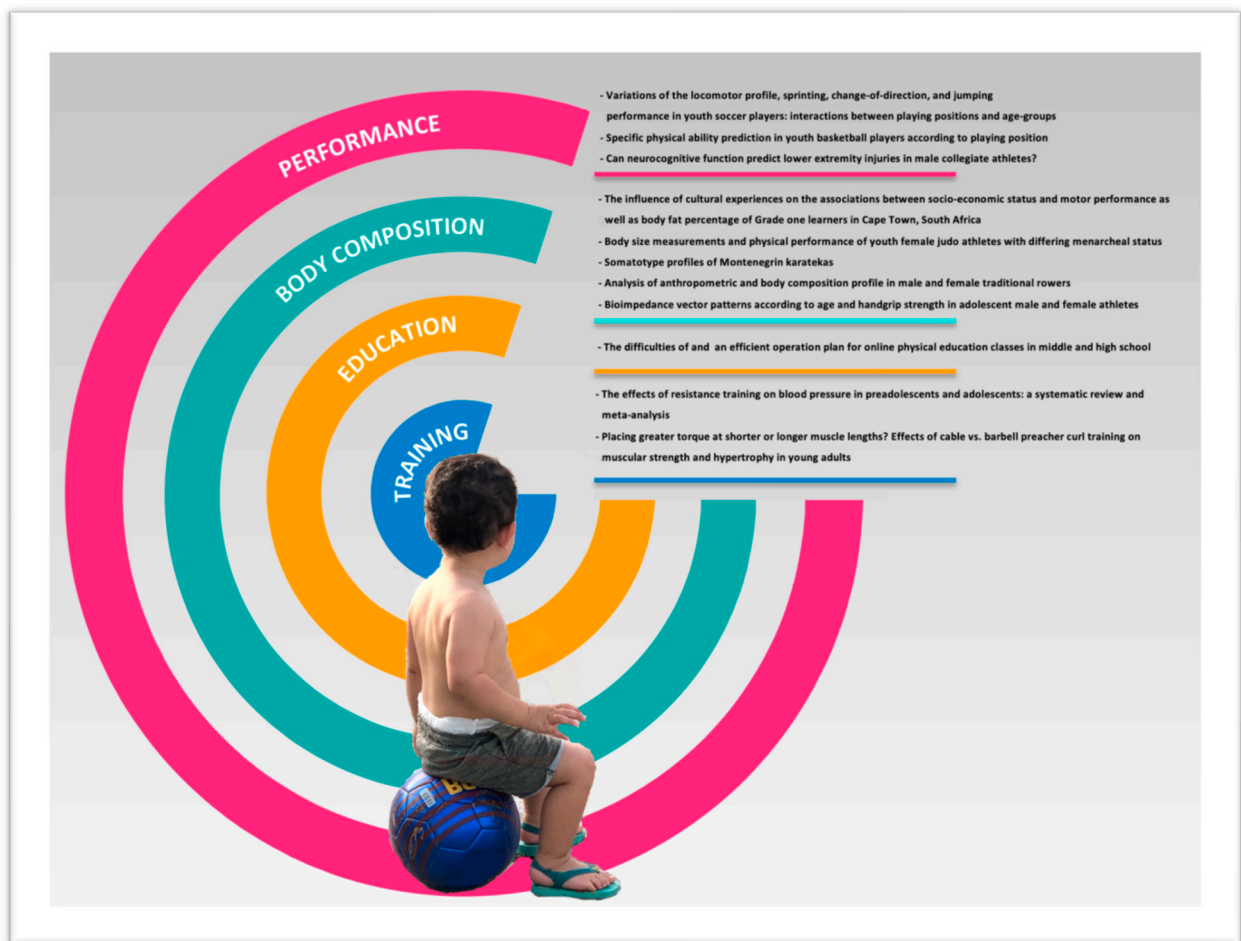 PERFORMANCE
- Variations of the locomotor profile, sprinting, change-of-direction, and jumping
performance in youth soccer players: interactions between playing positions and age-groups
- Specific physical ability prediction in youth basketball players according to playing position
- Can neurocognitive function predict lower extremity injuries in male collegiate athletes?
BODY COMPOSITION
- The influence of cultural experiences on the associations between socio-economic status and motor performance as
well as body fat percentage of Grade one learners in Cape Town, South Africa
- Body size measurements and physical performance of youth female judo athletes with differing menarcheal status
- Somatotype profiles of Montenegrin karatekas
- Analysis of anthropometric and body composition profile in male and female traditional rowers
- Bioimpedance vector patterns according to age and handgrip strength in adolescent male and female athletes
EDUCATION
- The difficulties of and an efficient operation plan for online physical education classes in middle and high school
TRAINING
- The effects of resistance training on blood pressure in preadolescents and adolescents: a systematic review and
meta-analysis
- Placing greater torque at shorter or longer muscle lengths? Effects of cable vs. barbell preacher curl training on
muscular strength and hypertrophy in young adults